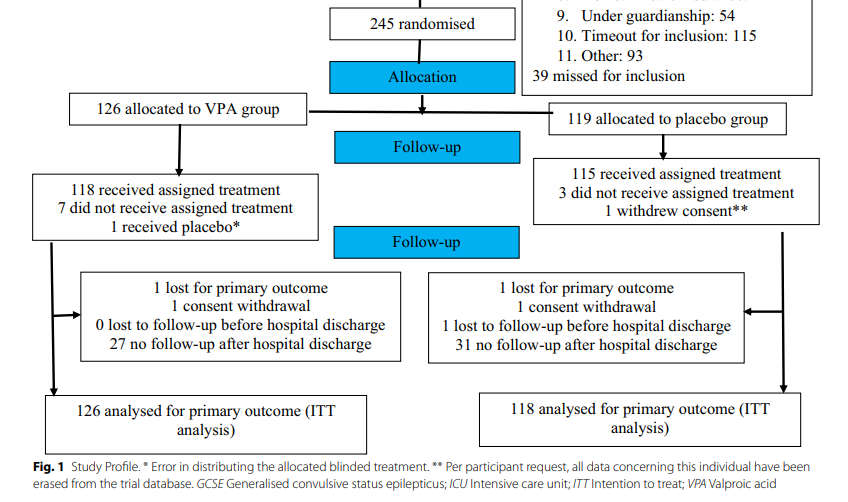 245 randomised
9. Under guardianship: 54
10. Timeout for inclusion: 115
11. Other: 93
39 missed for inclusion
Allocation
126 allocated to VPA group
119 allocated to placebo group
Follow-up
118 received assigned treatment
7 did not receive assigned treatment
1 received placebo*
115 received assigned treatment
3 did not receive assigned treatment
1 withdrew consent**
Follow-up
1 lost for primary outcome
1 consent withdrawal
0 lost to follow-up before hospital discharge
27 no follow-up after hospital discharge
1 lost for primary outcome
1 consent withdrawal
1 lost to follow-up before hospital discharge
31 no follow-up after hospital discharge
126 analysed for primary outcome (ITT
analysis)
118 analysed for primary outcome (ITT
analysis)
Fig. 1 Study Profile. * Error in distributing the allocated blinded treatment. ** Per participant request, all data concerning this individual have been
erased from the trial database. GCSE Generalised convulsive status epilepticus; ICU Intensive care unit; ITT Intention to treat; VPA Valproic acid